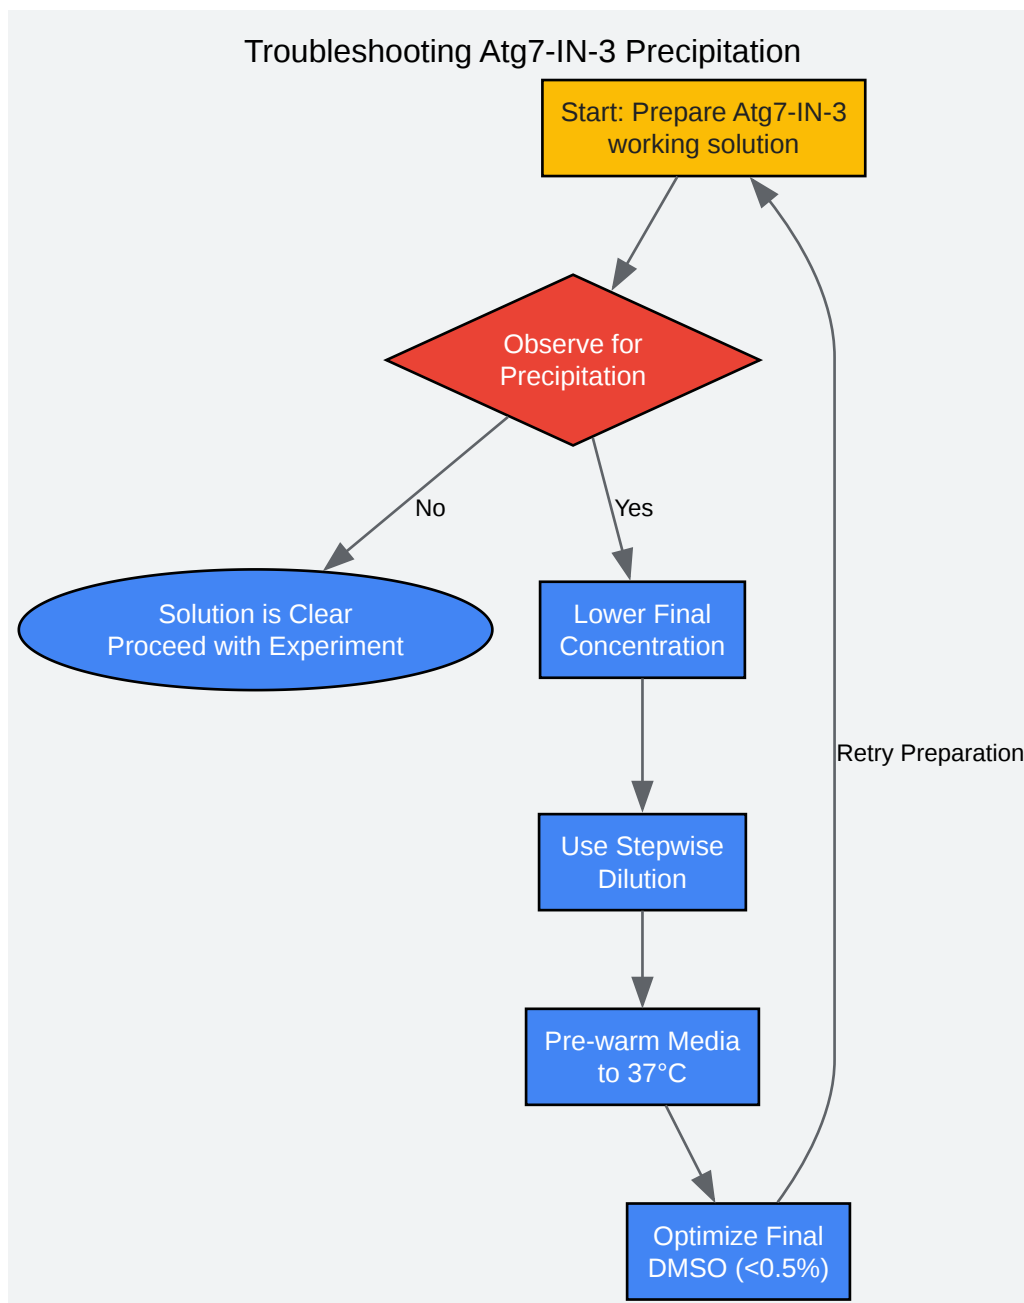 Troubleshooting Atg7-IN-3 Precipitation
Start: Prepare Atg7-IN-3
working solution
Observe for
Precipitation
No
Yes
Solution is Clear
Proceed with Experiment
Lower Final
Concentration
Retry Preparation
Use Stepwise
Dilution
Pre-warm Media
to 37°C
Optimize Final
DMSO (<0.5%)